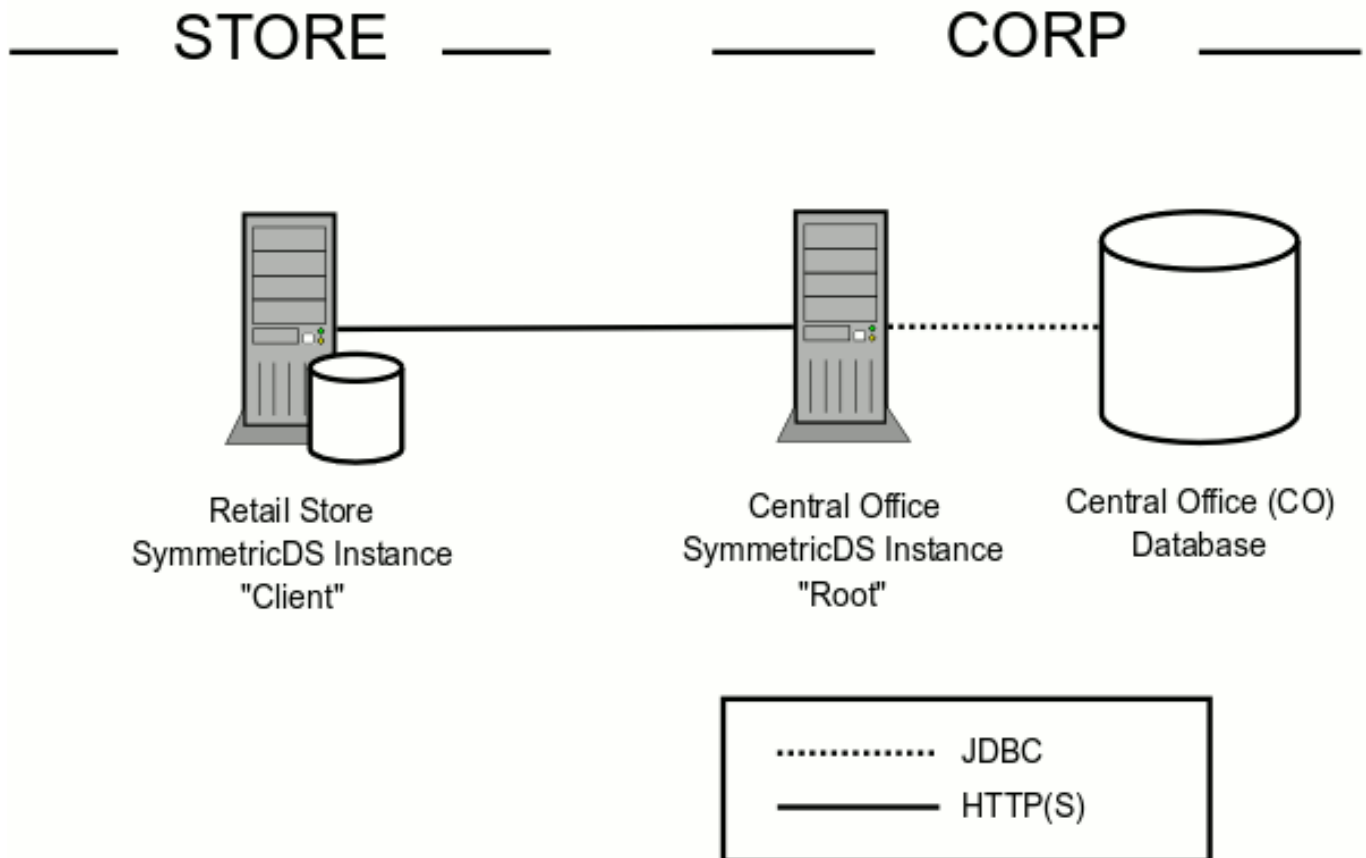 STORE
CORP
Retail Store
SymmetricDS Instance
"Client"
Central Office
SymmetricDS Instance
"Root"
Central Office (CO)
Database
JDBC
HTTP(S)